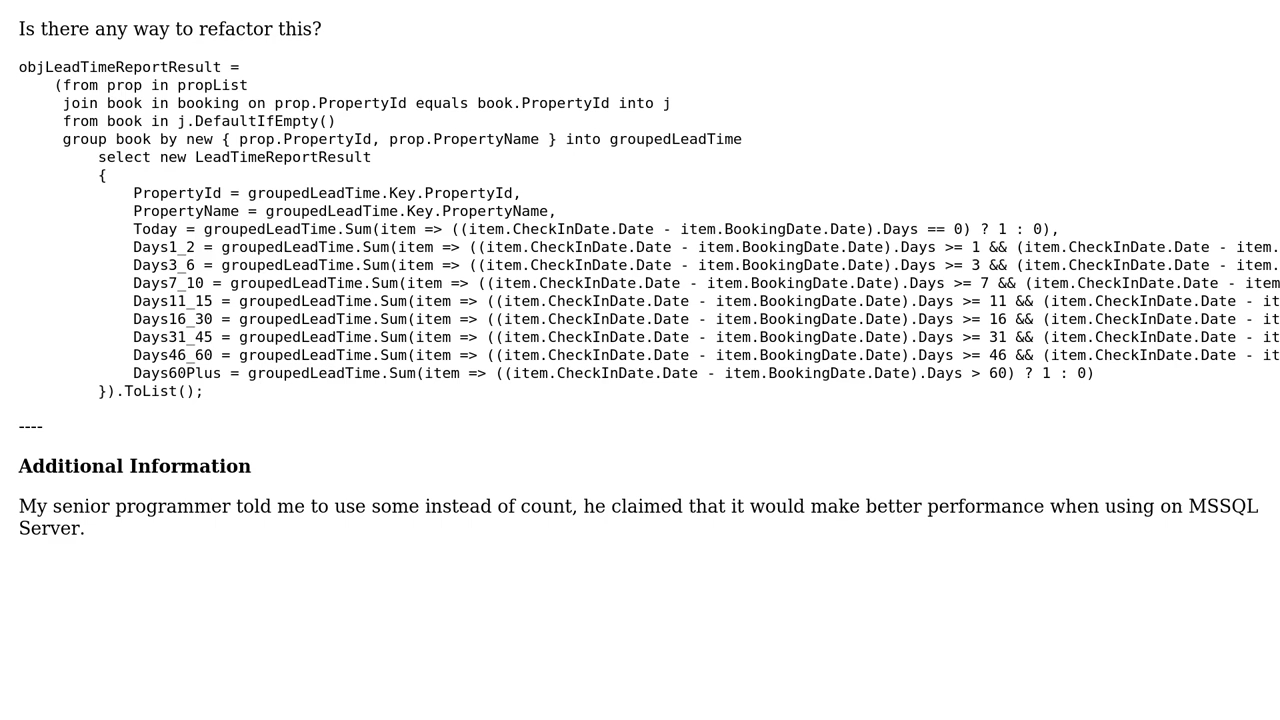 Is there any way to refactor this?
objLeadTimeReportResult =
(from prop in propList
join book in booking on prop.PropertyId equals book.PropertyId into j
from book in j.DefaultIfEmpty()
group book by new { prop.PropertyId, prop.PropertyName } into groupedLeadTime
select new LeadTimeReportResult
{
PropertyId = groupedLeadTime.Key.PropertyId,
PropertyName = groupedLeadTime.Key.PropertyName,
Today = groupedLeadTime.Sum(item => ((item.CheckInDate.Date - item.BookingDate.Date).Days == 0) ? 1 : 0),
Days1_2 = groupedLeadTime.Sum(item => ((item.CheckInDate.Date - item.BookingDate.Date).Days >= 1 && (item.CheckInDate.Date - item.
Days3_6 = groupedLeadTime.Sum(item => ((item.CheckInDate.Date - item.BookingDate.Date).Days >= 3 && (item.CheckInDate.Date - item.
Days7_10 = groupedLeadTime.Sum(item => ((item.CheckInDate.Date - item.BookingDate.Date).Days >= 7 && (item.CheckInDate.Date - item
Days11_15 = groupedLeadTime.Sum(item => ((item.CheckInDate.Date - item.BookingDate.Date).Days >= 11 && (item.CheckInDate.Date - it
Days16_30 = groupedLeadTime.Sum(item => ((item.CheckInDate.Date - item.BookingDate.Date).Days >= 16 && (item.CheckInDate.Date - it
Days31_45 = groupedLeadTime.Sum(item => ((item.CheckInDate.Date - item.BookingDate.Date).Days >= 31 && (item.CheckInDate.Date - it
Days46_60 = groupedLeadTime.Sum(item => ((item.CheckInDate.Date - item.BookingDate.Date).Days >= 46 && (item.CheckInDate.Date - it
Days60Plus = groupedLeadTime.Sum(item => ((item.CheckInDate.Date - item.BookingDate.Date).Days > 60) ? 1 : 0)
}).ToList();
----
Additional Information
My senior programmer told me to use some instead of count, he claimed that it would make better performance when using on MSSQL
Server.